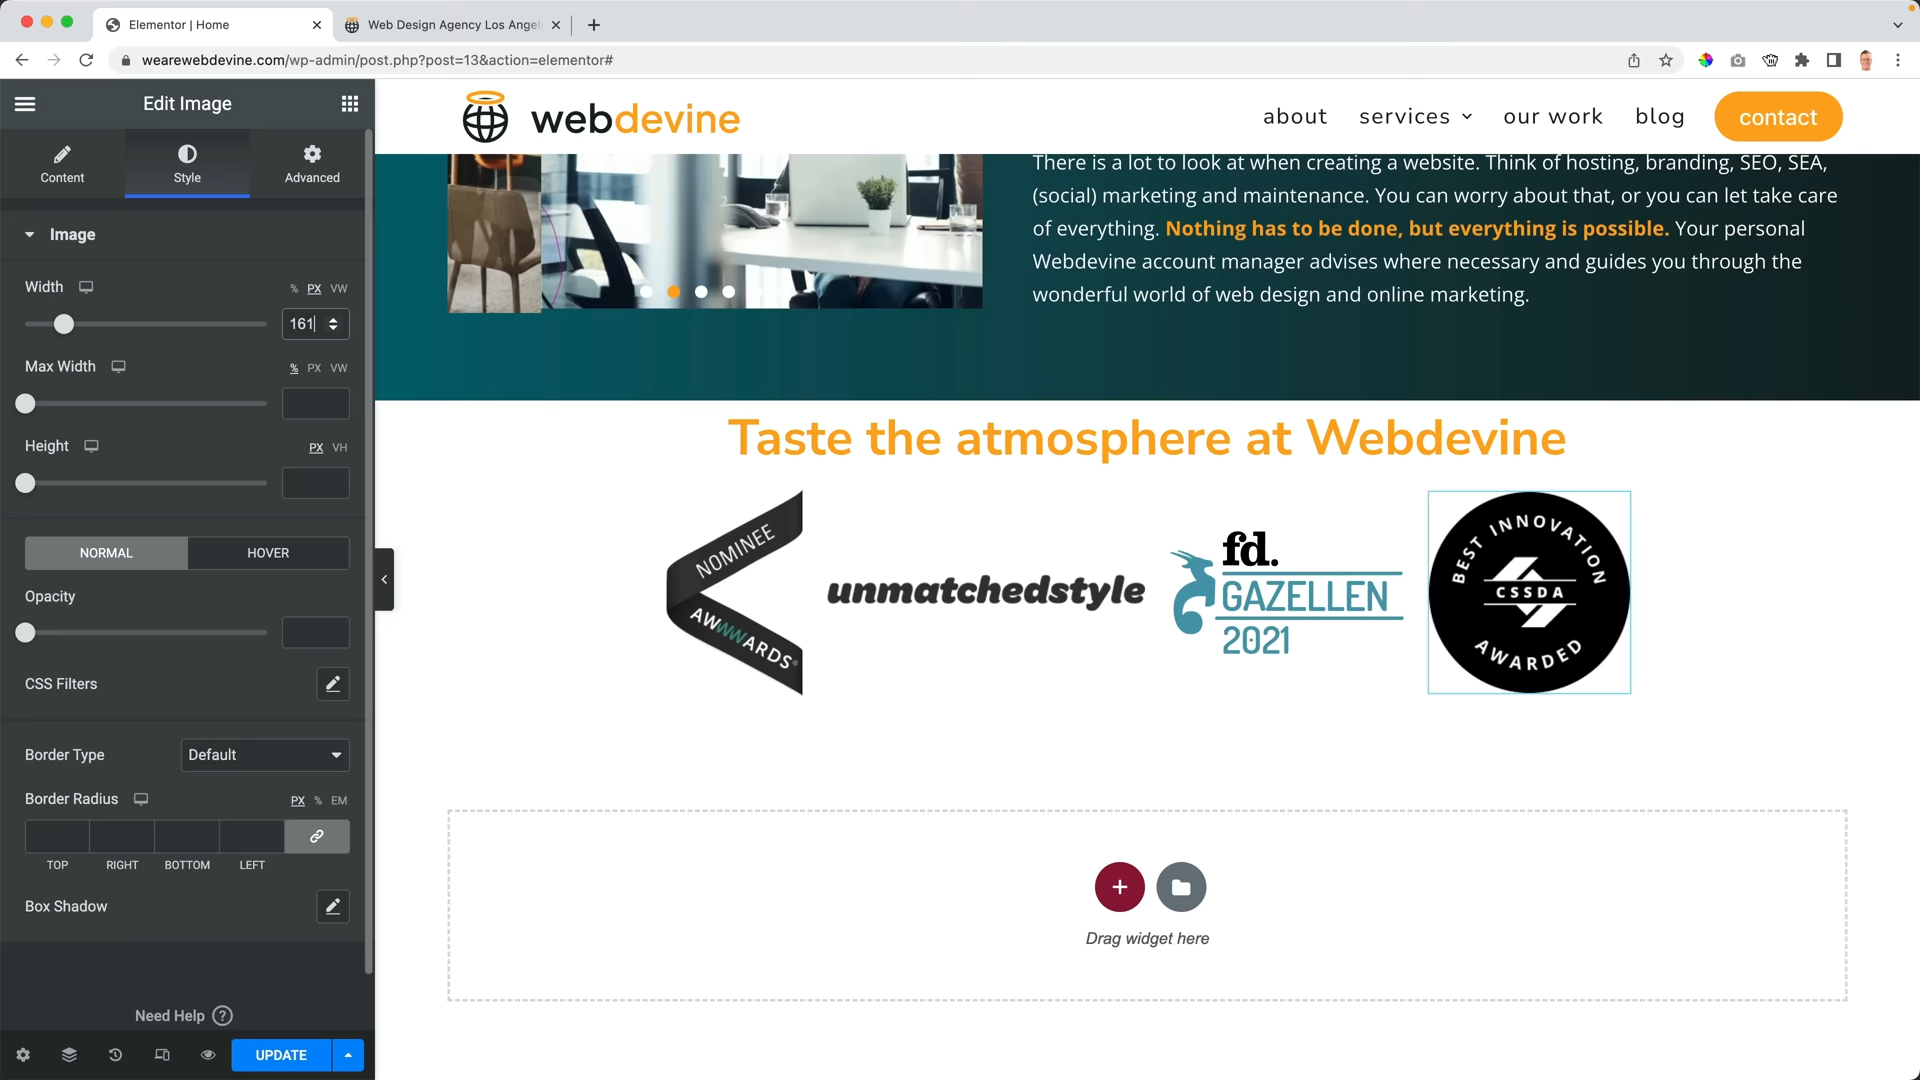 Elementor | Home
Web Design Agency Los Angel
wearewebdevine.com/wp-admin/post.php?post=13&action=elementor#
Edit Image
Content
Style
Advanced
Image
Width
% PX VW
161
Max Width
% PX VW
Height
PX VH
NORMAL
HOVER
Opacity
CSS Filters
Border Type
Default
Border Radius
PX % EM
TOP
RIGHT
BOTTOM
LEFT
Box Shadow
Need Help ?
UPDATE
webdevine
about
services
our work
blog
contact
There is a lot to look at when creating a website. Think of hosting, branding, SEO, SEA,
(social) marketing and maintenance. You can worry about that, or you can let take care
of everything. Nothing has to be done, but everything is possible. Your personal
Webdevine account manager advises where necessary and guides you through the
wonderful world of web design and online marketing.
Taste the atmosphere at Webdevine
NOMINEE
AWWWARDS®
unmatchedstyle
fd.
GAZELLEN
2021
BEST INNOVATION
CSSDA
AWARDED
Drag widget here